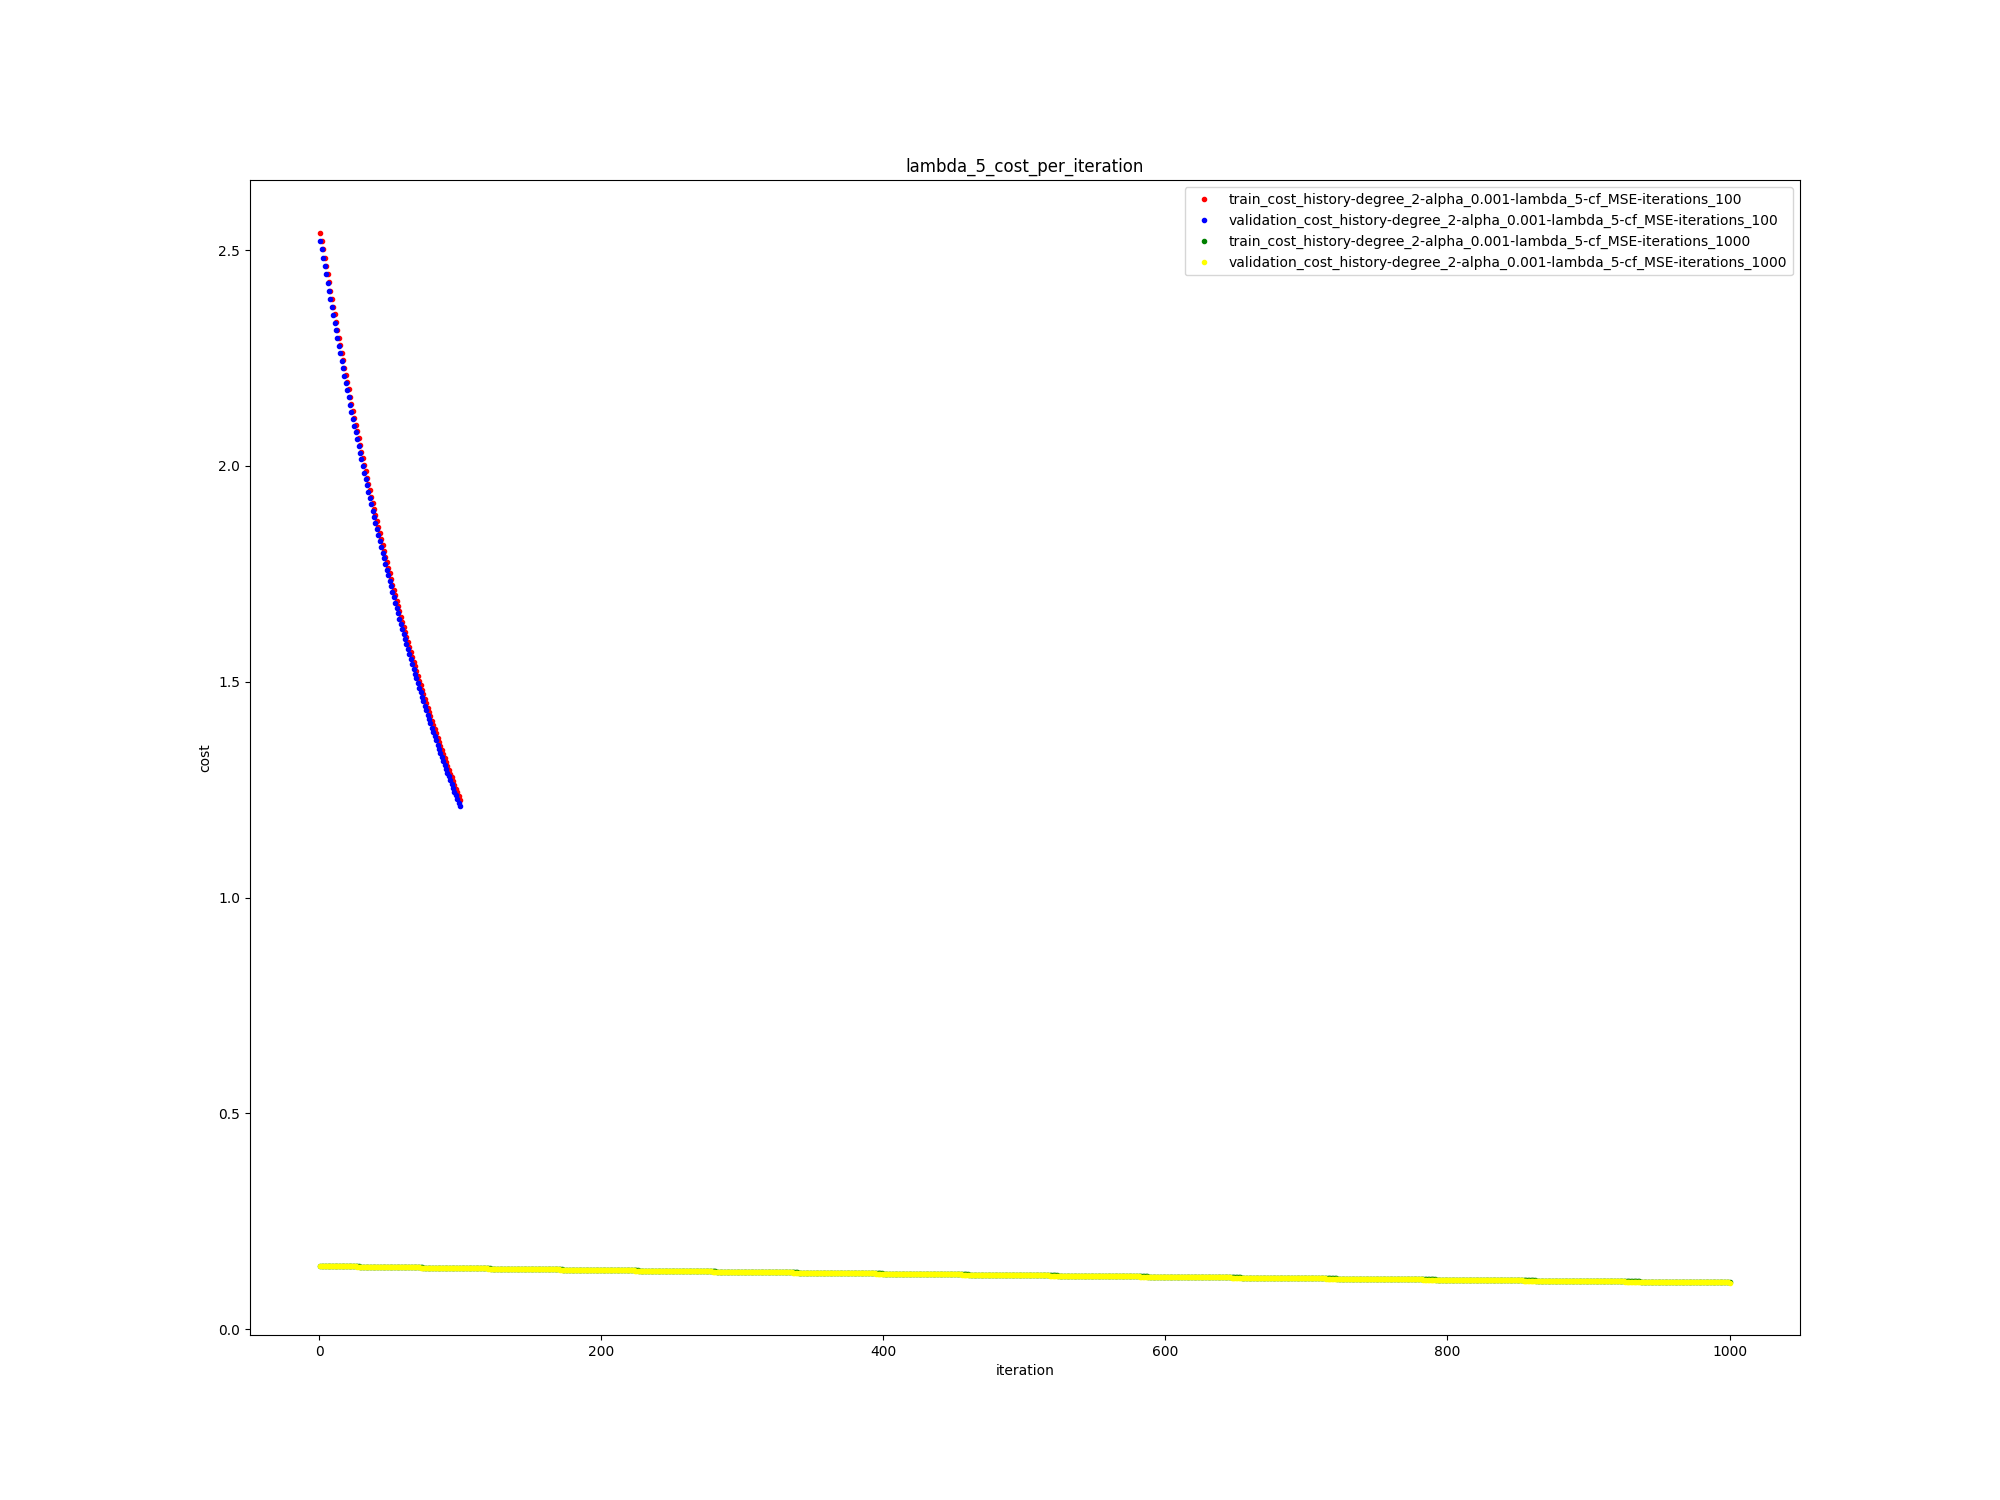 lambda_5_cost_per_iteration
train_cost_history-degree_2-alpha_0.001-lambda_5-cf_MSE-iterations_100
validation_cost_history-degree_2-alpha_0.001-lambda_5-cf_MSE-iterations_100
train_cost_history-degree_2-alpha_0.001-lambda_5-cf_MSE-iterations_1000
validation_cost_history-degree_2-alpha_0.001-lambda_5-cf_MSE-iterations_1000
2.5
2.0
1.5
cost
1.0
0.5
0.0
0 200 400 600 800 1000
iteration